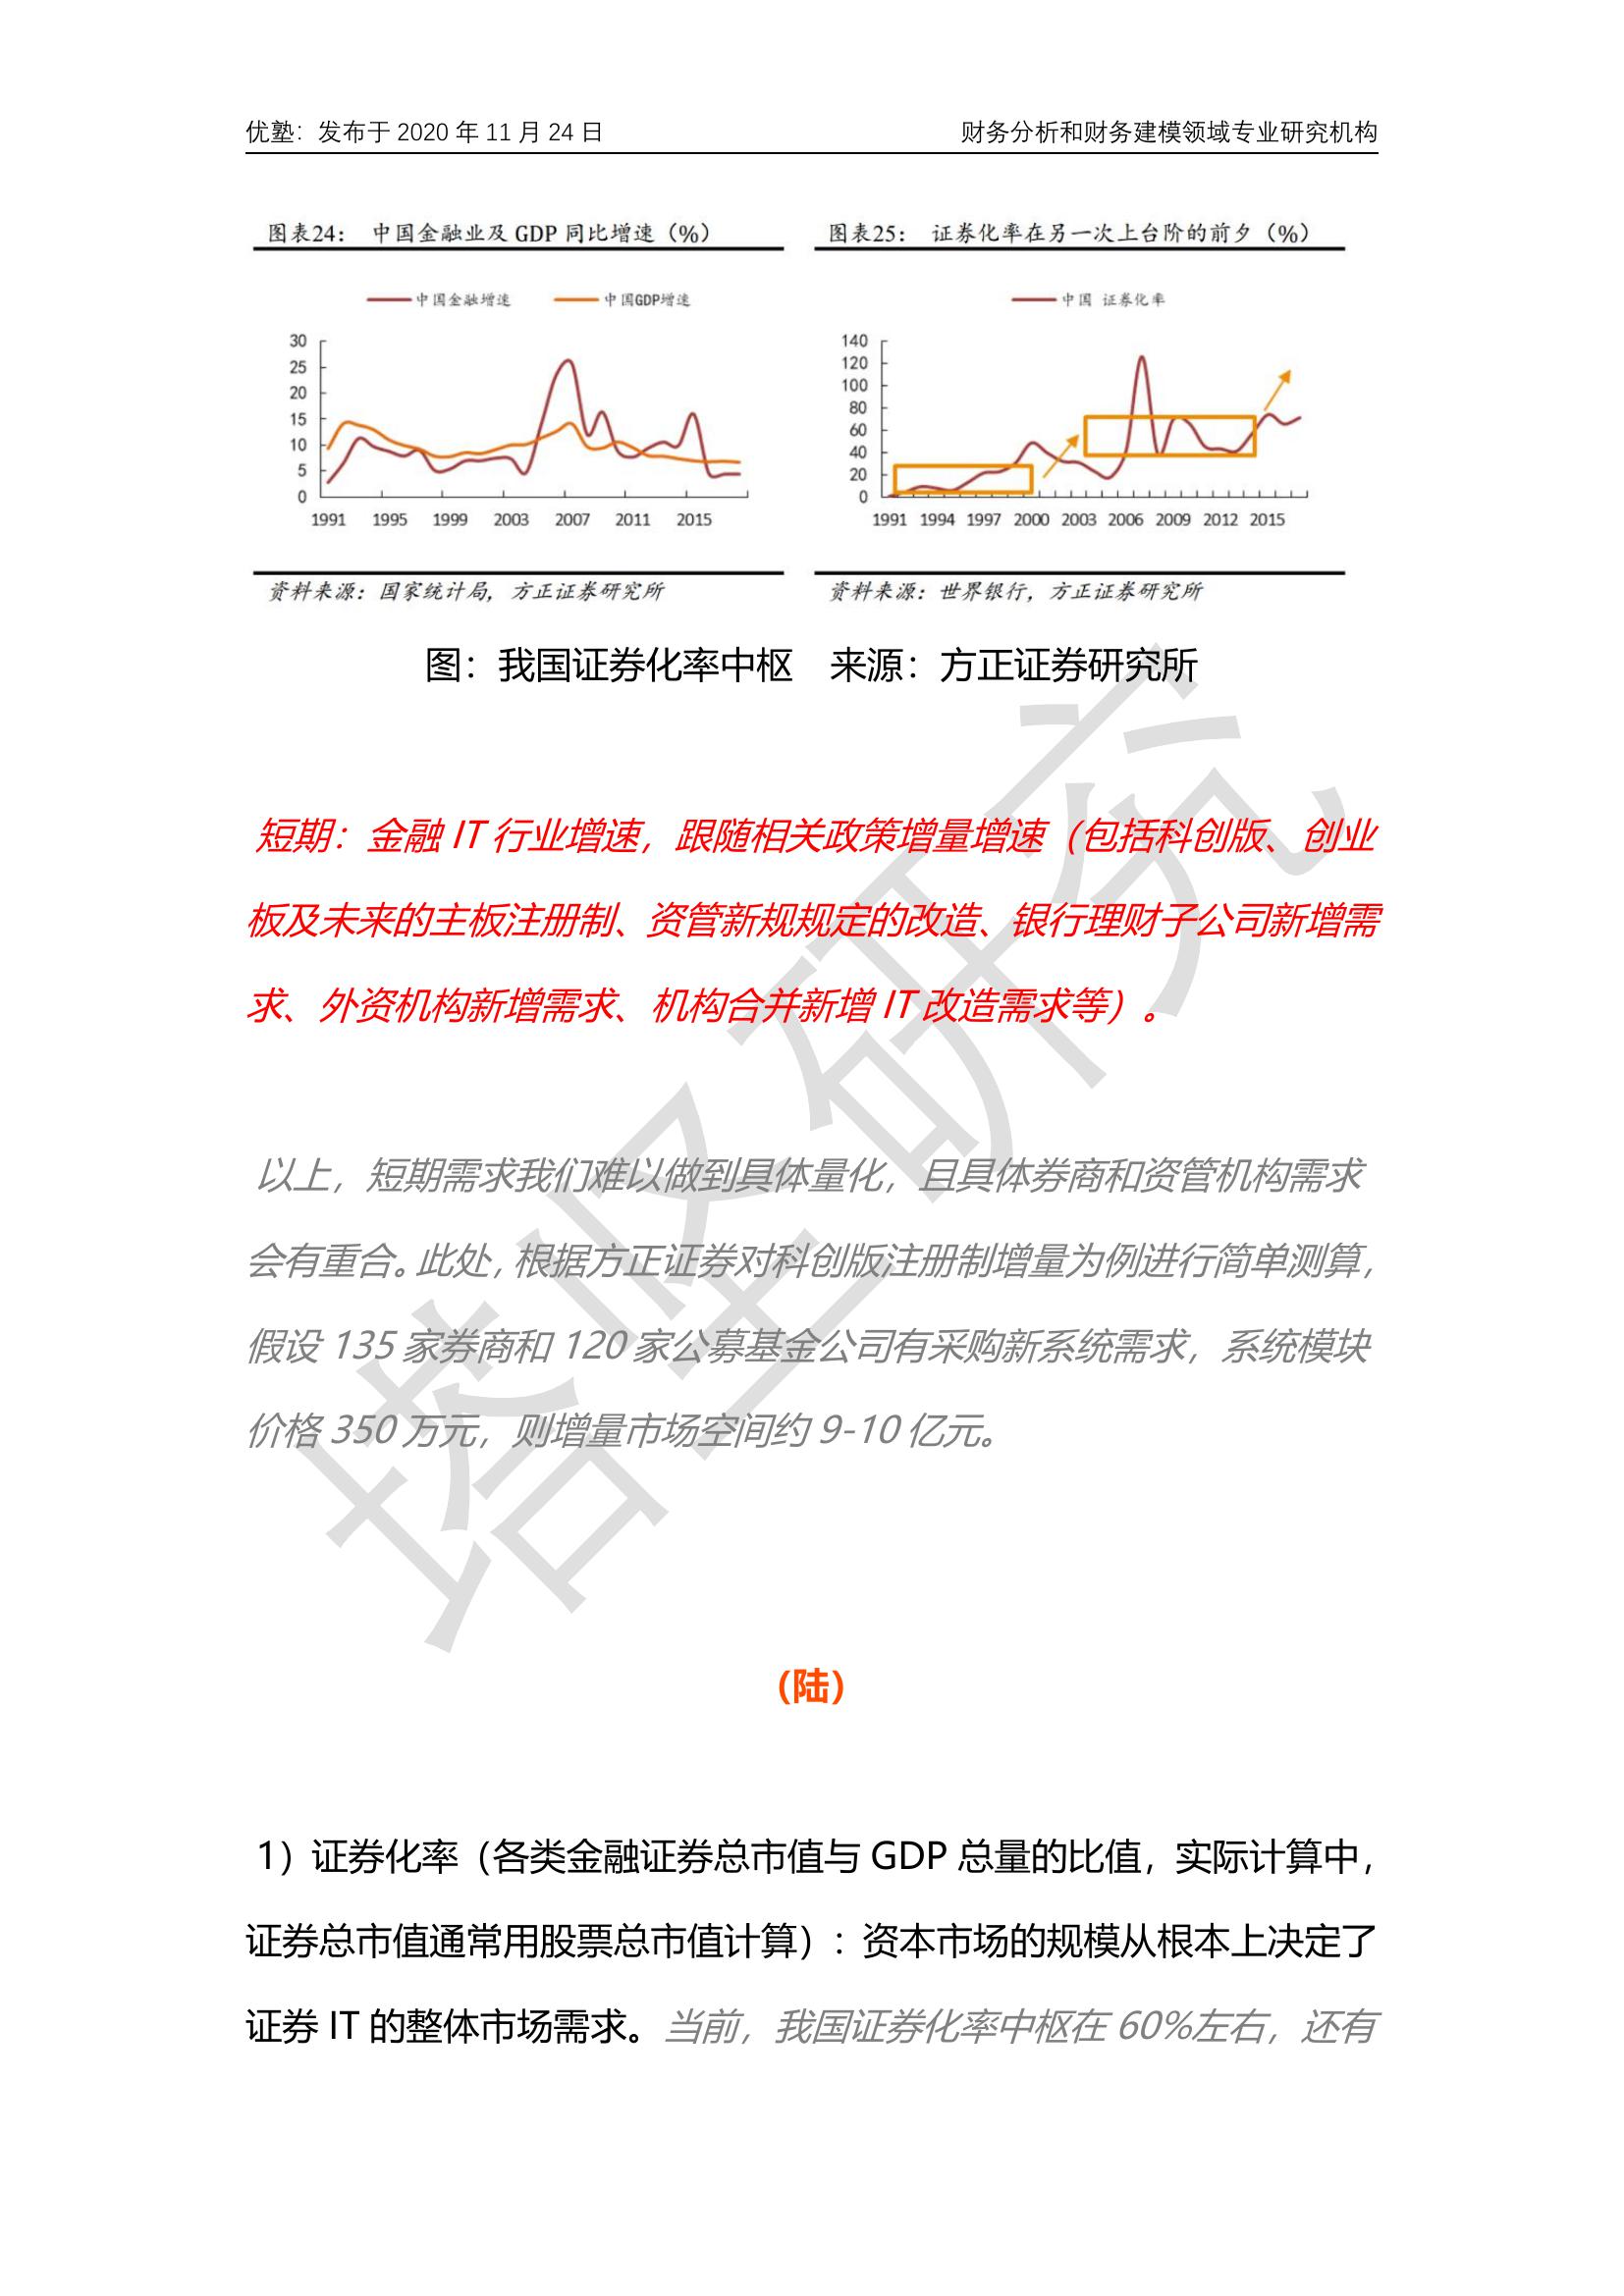 优塾：发布于 2020 年 11 月 24 日 财务分析和财务建模领域专业研究机构
图表24： 中国金融业及 GDP 同比增速（%） 图表25： 证券化率在另一次上台阶的前夕（%）
中国金融增速 中国GDP增速 中国 证券化率
30
25
20
15
10
5
0
1991 1995 1999 2003 2007 2011 2015
140
120
100
80
60
40
20
0
1991 1994 1997 2000 2003 2006 2009 2012 2015
资料来源：国家统计局，方正证券研究所 资料来源：世界银行，方正证券研究所
图：我国证券化率中枢 来源：方正证券研究所
短期：金融 IT 行业增速，跟随相关政策增量增速（包括科创版、创业
板及未来的主板注册制、资管新规规定的改造、银行理财子公司新增需
求、外资机构新增需求、机构合并新增 IT 改造需求等）。
以上，短期需求我们难以做到具体量化，且具体券商和资管机构需求
会有重合。此处，根据方正证券对科创版注册制增量为例进行简单测算，
假设 135 家券商和 120 家公募基金公司有采购新系统需求，系统模块
价格 350 万元，则增量市场空间约 9-10 亿元。
（陆）
1）证券化率（各类金融证券总市值与 GDP 总量的比值，实际计算中，
证券总市值通常用股票总市值计算）：资本市场的规模从根本上决定了
证券 IT 的整体市场需求。当前，我国证券化率中枢在 60%左右，还有
塔坚研究